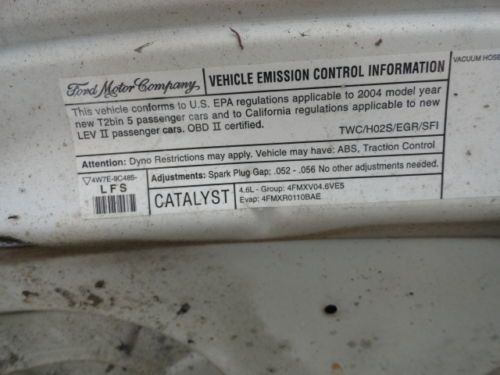 Ford Motor Company, VEHICLE EMISSION CONTROL INFORMATION
VACUUM HOSE
This vehicle conforms to U.S. EPA regulations applicable to 2004 model year
new T2bin 5 passenger cars and to California regulations applicable to new
LEV II passenger cars. OBD II certified.
TWC/HO2S/EGR/SFI
Attention: Dyno Restrictions may apply. Vehicle may have: ABS, Traction Control
4W7E-9C485-
LFS
Adjustments: Spark Plug Gap: .052 - .056 No other adjustments needed.
CATALYST
4.6L - Group: 4FMXV04.6VE5
Evap: 4FMXR0110BAE